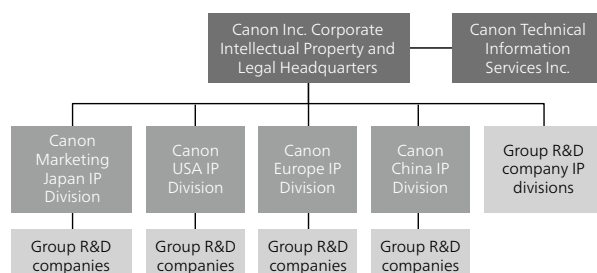 Canon Inc. Corporate
Intellectual Property and
Legal Headquarters
Canon Technical
Information
Services Inc.
Canon
Marketing
Japan IP
Division
Canon
USA IP
Division
Canon
Europe IP
Division
Canon
China IP
Division
Group R&D
company IP
divisions
Group R&D
companies
Group R&D
companies
Group R&D
companies
Group R&D
companies